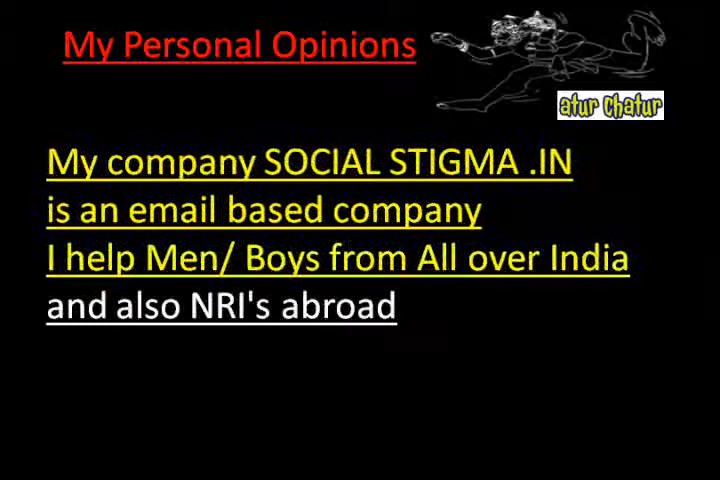 My Personal Opinions
atur chatur
My company SOCIAL STIGMA .IN
is an email based company
I help Men/ Boys from All over India
and also NRI's abroad